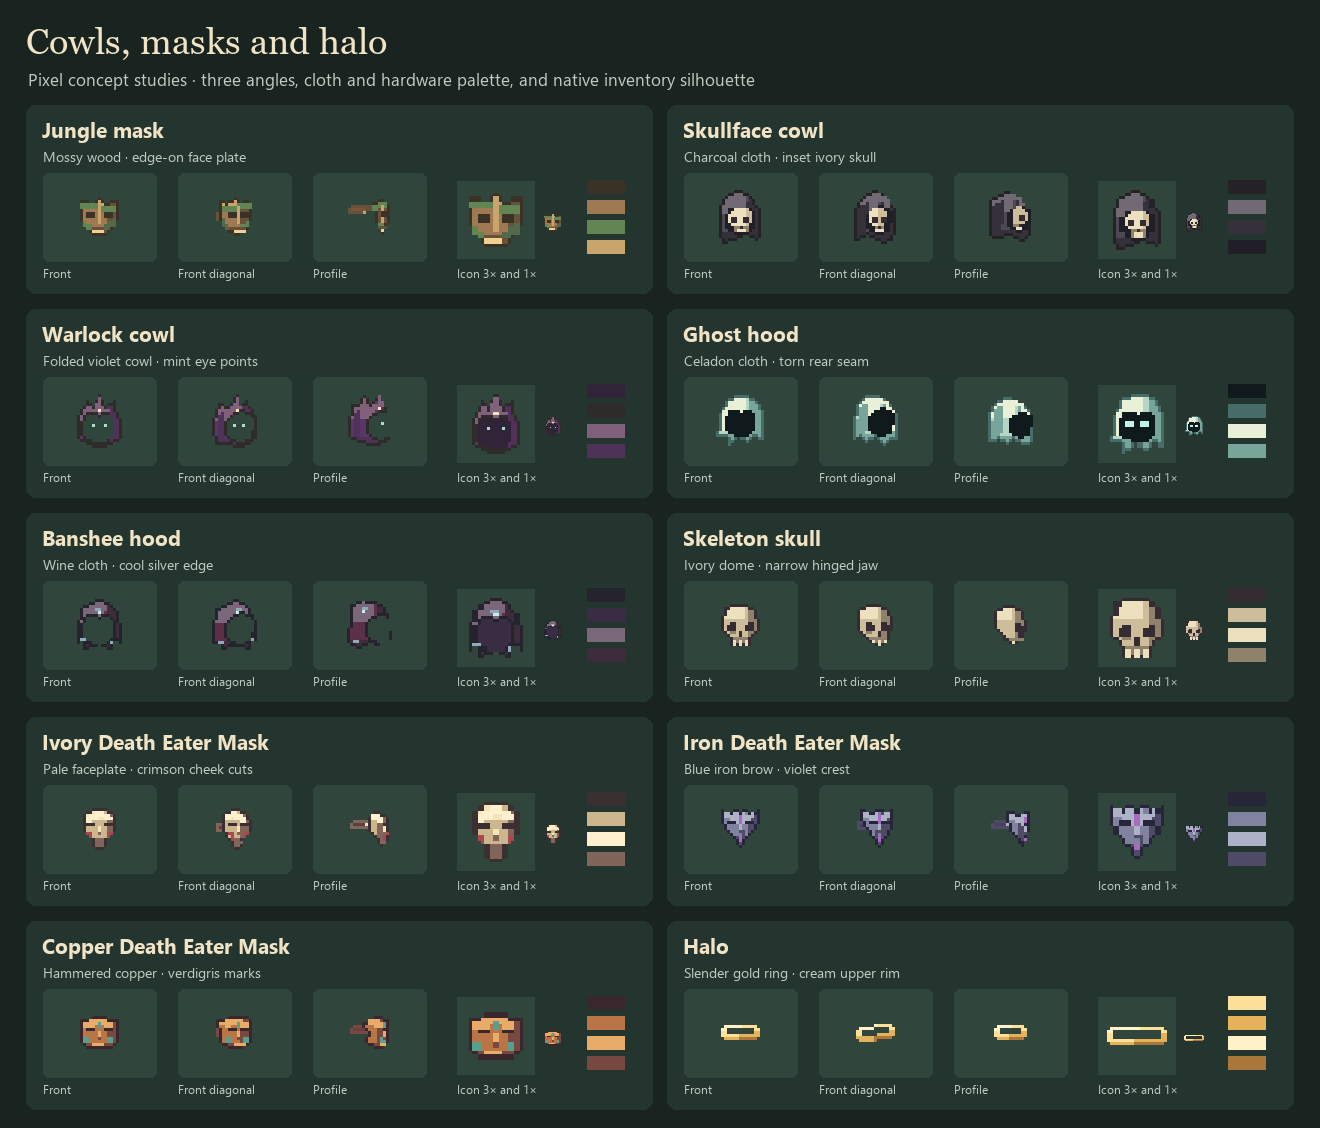 Cowls, masks and halo
Pixel concept studies · three angles, cloth and hardware palette, and native inventory silhouette
Jungle mask
Mossy wood · edge-on face plate
Front
Front diagonal
Profile
Icon 3× and 1×
Skullface cowl
Charcoal cloth · inset ivory skull
Front
Front diagonal
Profile
Icon 3× and 1×
Warlock cowl
Folded violet cowl · mint eye points
Front
Front diagonal
Profile
Icon 3× and 1×
Ghost hood
Celadon cloth · torn rear seam
Front
Front diagonal
Profile
Icon 3× and 1×
Banshee hood
Wine cloth · cool silver edge
Front
Front diagonal
Profile
Icon 3× and 1×
Skeleton skull
Ivory dome · narrow hinged jaw
Front
Front diagonal
Profile
Icon 3× and 1×
Ivory Death Eater Mask
Pale faceplate · crimson cheek cuts
Front
Front diagonal
Profile
Icon 3× and 1×
Iron Death Eater Mask
Blue iron brow · violet crest
Front
Front diagonal
Profile
Icon 3× and 1×
Copper Death Eater Mask
Hammered copper · verdigris marks
Front
Front diagonal
Profile
Icon 3× and 1×
Halo
Slender gold ring · cream upper rim
Front
Front diagonal
Profile
Icon 3× and 1×